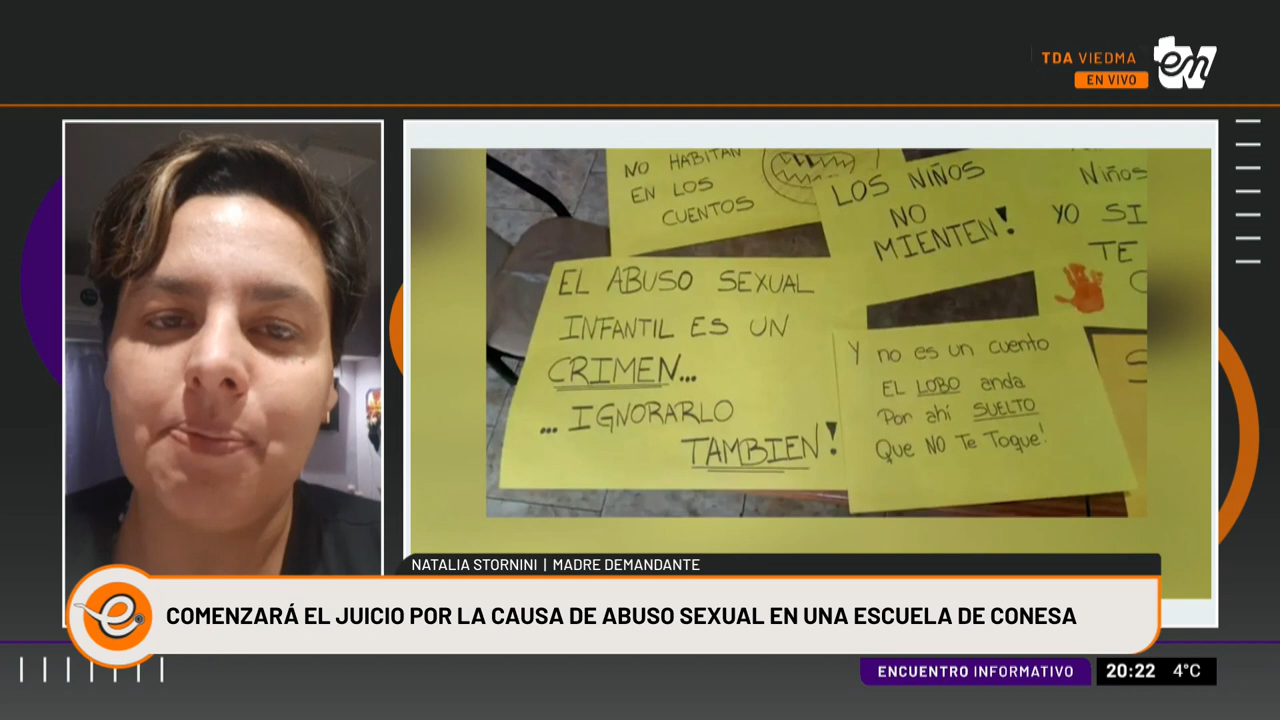 TDA VIEDMA
EN VIVO
em
NO HABITAN
EN LOS
CUENTOS
LOS NIÑOS
NO
MIENTEN!
Niños
YO SI
TE
EL ABUSO SEXUAL
INFANTIL ES UN
CRIMEN...
... IGNORARLO
TAMBIEN!
Y no es un cuento
EL LOBO anda
Por ahí SUELTO
Que NO Te Toque!
NATALIA STORNINI | MADRE DEMANDANTE
e
COMENZARÁ EL JUICIO POR LA CAUSA DE ABUSO SEXUAL EN UNA ESCUELA DE CONESA
ENCUENTRO INFORMATIVO
20:22 4°C